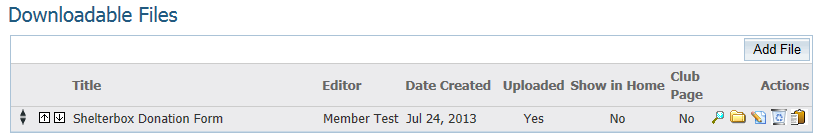 Downloadable Files
Add File
Title Editor Date Created Uploaded Show in Home Club Page Actions
Shelterbox Donation Form Member Test Jul 24, 2013 Yes No No